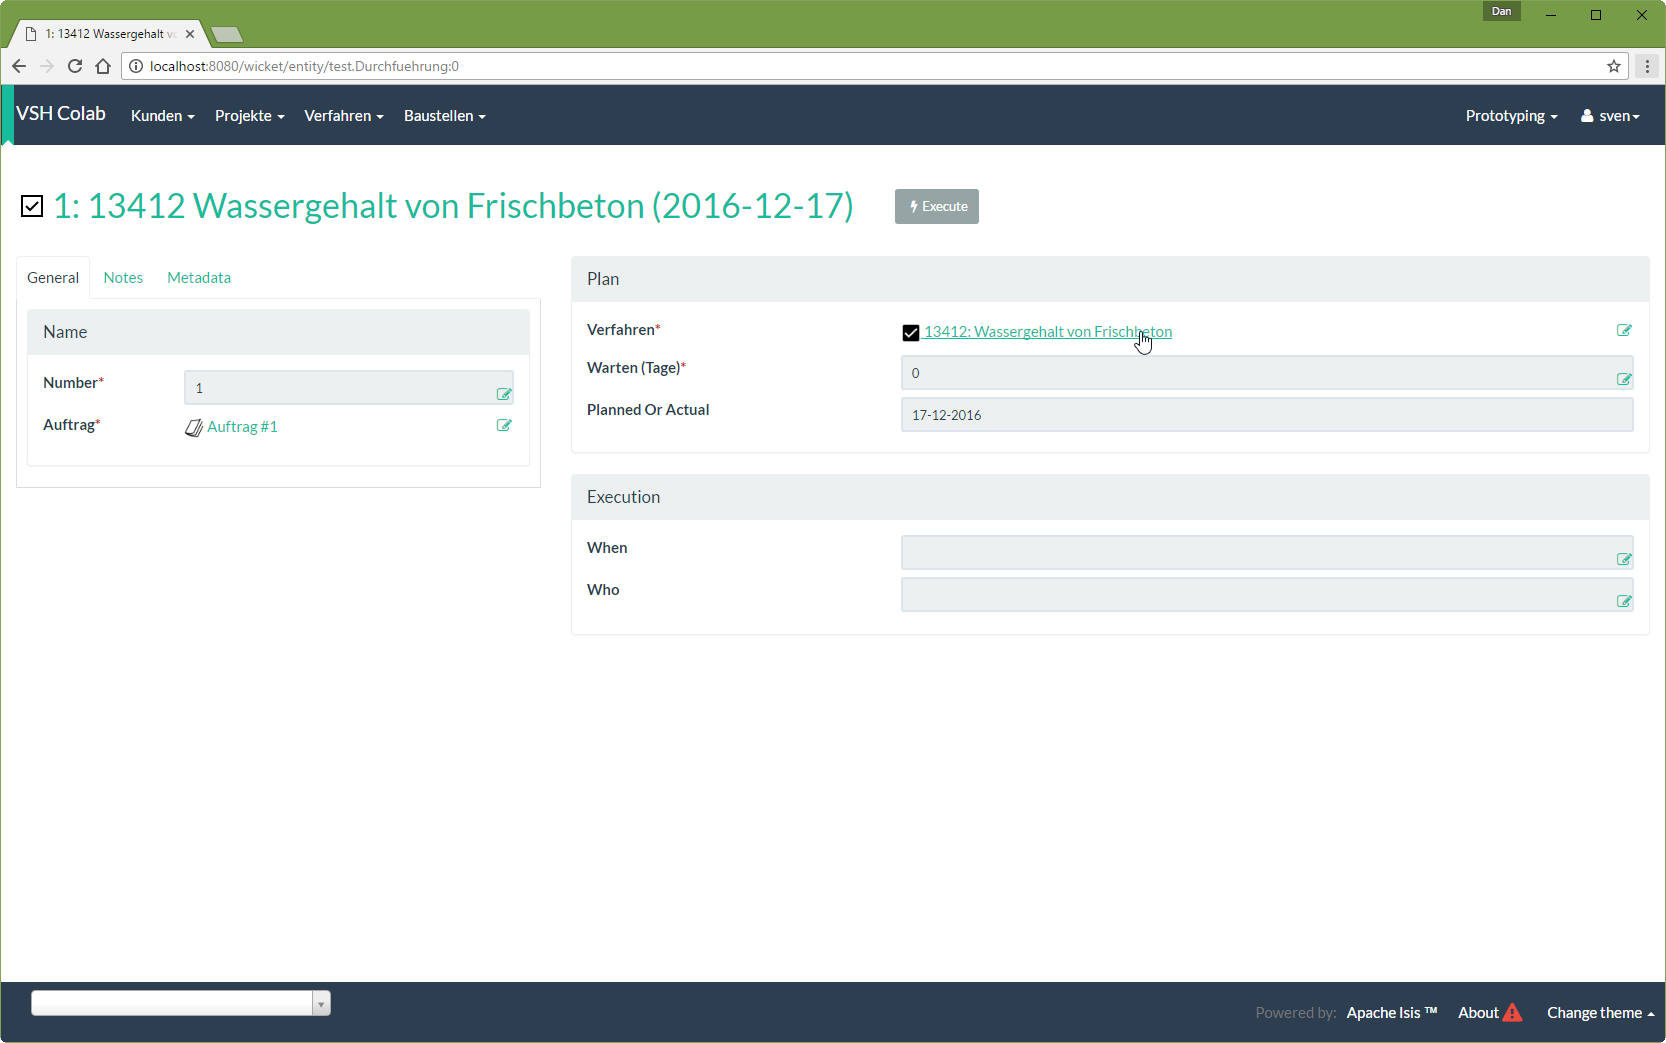 Dan
1: 13412 Wassergehalt v
localhost:8080/wicket/entity/test.Durchfuehrung:0
VSH Colab Kunden Projekte Verfahren Baustellen Prototyping sven
1: 13412 Wassergehalt von Frischbeton (2016-12-17) Execute
General Notes Metadata
Name
Number* 1
Auftrag* Auftrag #1
Plan
Verfahren* 13412: Wassergehalt von Frischbeton
Warten (Tage)* 0
Planned Or Actual 17-12-2016
Execution
When
Who
Powered by: Apache Isis ™ About Change theme